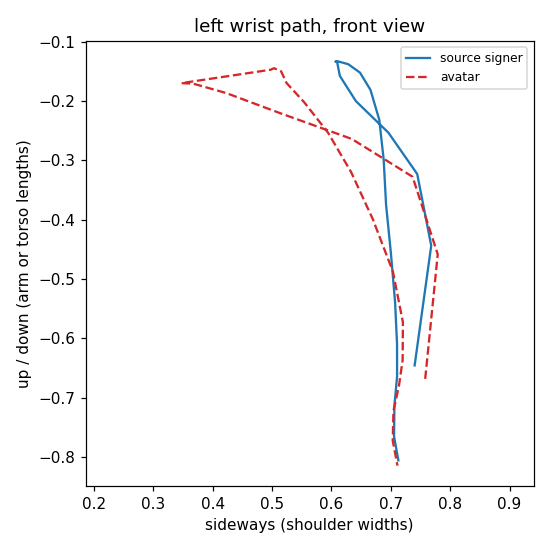 left wrist path, front view
source signer
avatar
up / down (arm or torso lengths)
−0.1
−0.2
−0.3
−0.4
−0.5
−0.6
−0.7
−0.8
0.2 0.3 0.4 0.5 0.6 0.7 0.8 0.9
sideways (shoulder widths)